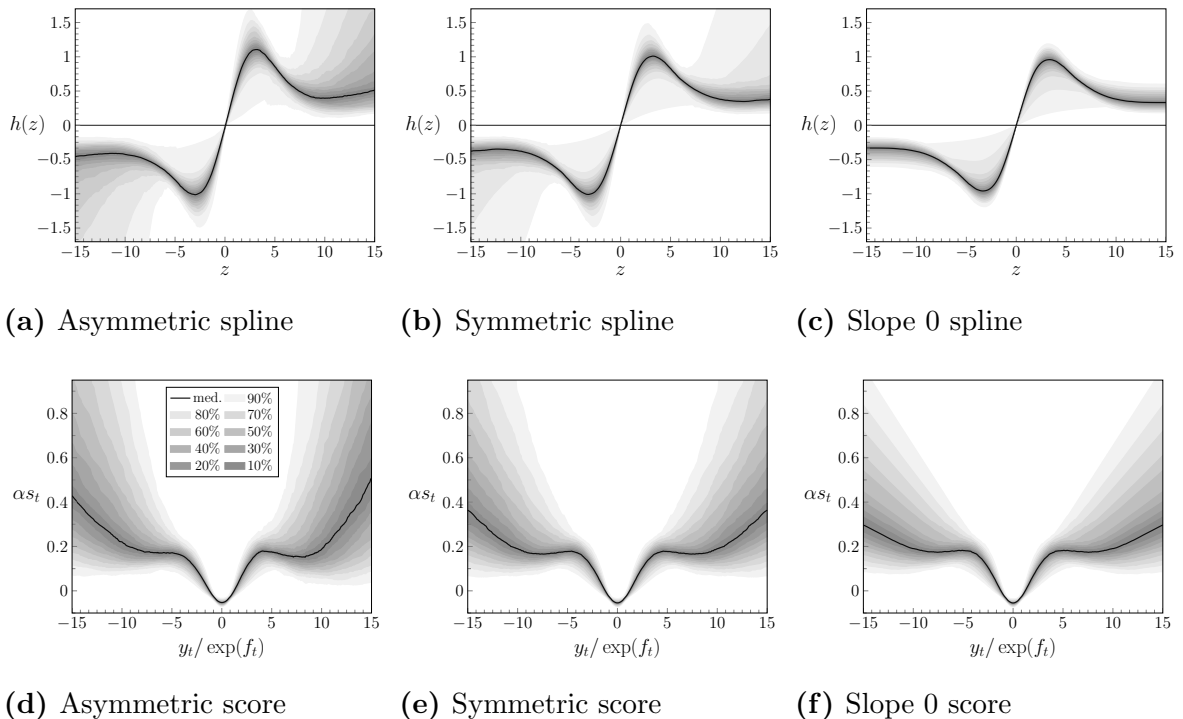 1.5
1
0.5
0
−0.5
−1
−1.5
h(z)
−15 −10 −5 0 5 10 15
z
(a) Asymmetric spline
1.5
1
0.5
0
−0.5
−1
−1.5
h(z)
−15 −10 −5 0 5 10 15
z
(b) Symmetric spline
1.5
1
0.5
0
−0.5
−1
−1.5
h(z)
−15 −10 −5 0 5 10 15
z
(c) Slope 0 spline
0.8
0.6
0.4
0.2
0
αs_t
med. 90%
80% 70%
60% 50%
40% 30%
20% 10%
−15 −10 −5 0 5 10 15
y_t/ exp(f_t)
(d) Asymmetric score
0.8
0.6
0.4
0.2
0
αs_t
−15 −10 −5 0 5 10 15
y_t/ exp(f_t)
(e) Symmetric score
0.8
0.6
0.4
0.2
0
αs_t
−15 −10 −5 0 5 10 15
y_t/ exp(f_t)
(f) Slope 0 score